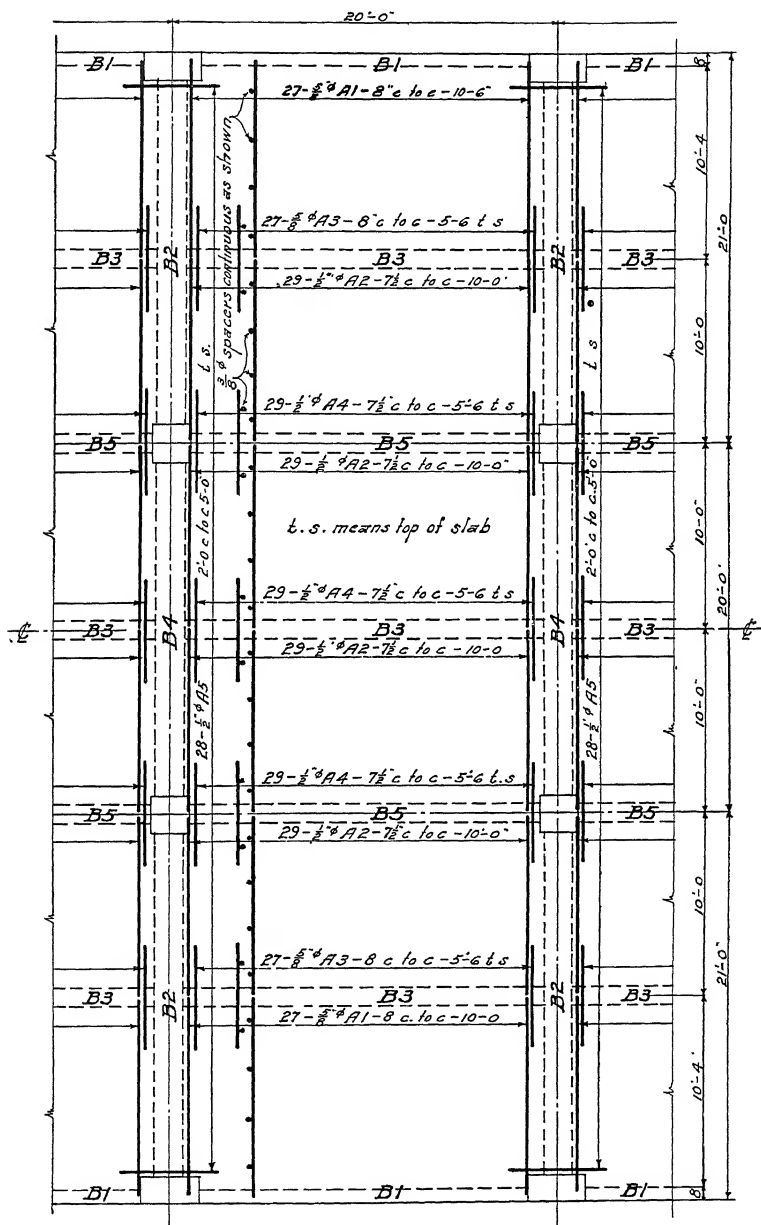 20'-0"
B1 B1 B1
8
27-5/8"φ A1-8" c to c-10-6"
3/8 φ spacers continuous as shown
10'-4
21'-0
27-5/8 φ A3-8" c to c-5-6 t s
B2 B2
B3 B3 B3
29-1/2"φ A2-7 1/2 c to c-10-0"
t s.
t s
10'-0
29-1/2"φ A4-7 1/2 c to c-5'-6 t s
B5 B5 B5
29-1/2 φ A2-7 1/2 c to c-10-0"
2'-0 c to c 5-0"
2'-0" c to c 5'-0"
t.s. means top of slab
10'-0"
20'-0"
29-1/2"φ A4-7 1/2" c to c-5-6 t s
B4 B4
℄ B3 B3 B3 ℄
29-1/2"φ A2-7 1/2 c to c-10-0
28-1/2"φ A5
28-1/2"φ A5
10'-0"
29-1/2"φ A4-7 1/2" c to c-5'-6 t.s
B5 B5 B5
29-1/2"φ A2-7 1/2" c to c-10'-0"
10'-0
21'-0"
27-5/8"φ A3-8 c to c-5'-6 t s
B3 B2 B3 B2 B3
27-5/8"φ A1-8 c. to c-10-0
10'-4"
B1 B1 B1
8